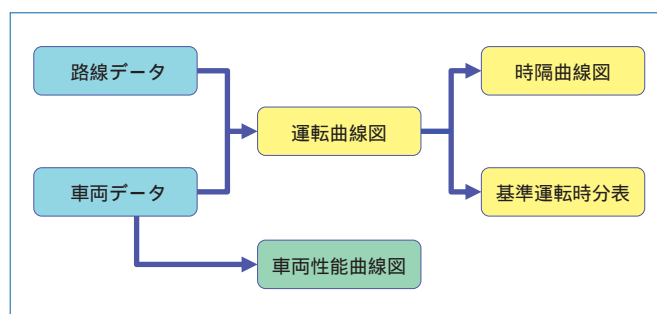 路線データ
時隔曲線図
運転曲線図
車両データ
基準運転時分表
車両性能曲線図